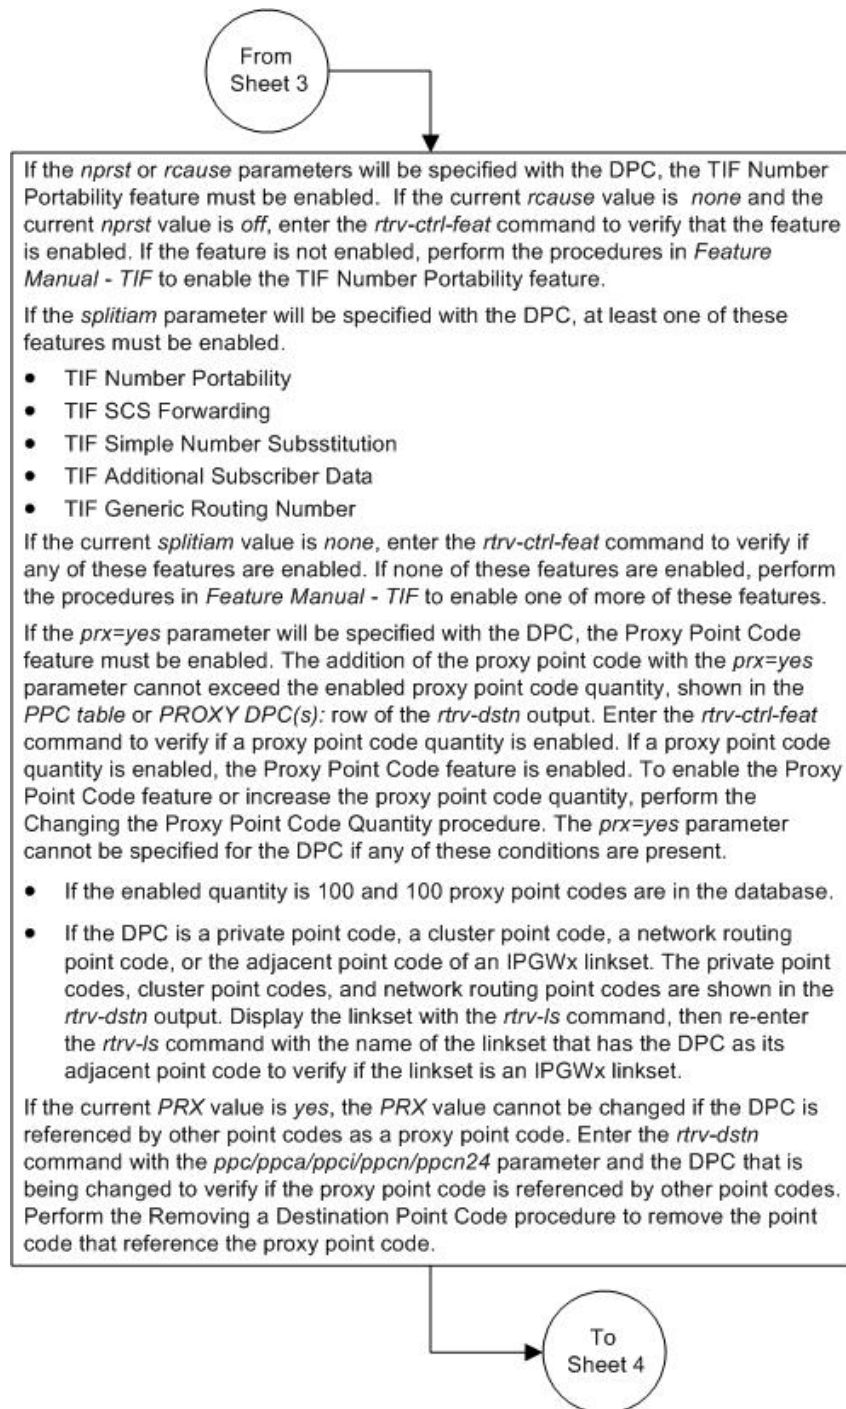 From
Sheet 3
If the nprst or rcause parameters will be specified with the DPC, the TIF Number
Portability feature must be enabled.  If the current rcause value is  none and the
current nprst value is off, enter the rtrv-ctrl-feat command to verify that the feature
is enabled. If the feature is not enabled, perform the procedures in Feature
Manual - TIF to enable the TIF Number Portability feature.
If the splitiam parameter will be specified with the DPC, at least one of these
features must be enabled.
• TIF Number Portability
• TIF SCS Forwarding
• TIF Simple Number Subsstitution
• TIF Additional Subscriber Data
• TIF Generic Routing Number
If the current splitiam value is none, enter the rtrv-ctrl-feat command to verify if
any of these features are enabled. If none of these features are enabled, perform
the procedures in Feature Manual - TIF to enable one of more of these features.
If the prx=yes parameter will be specified with the DPC, the Proxy Point Code
feature must be enabled. The addition of the proxy point code with the prx=yes
parameter cannot exceed the enabled proxy point code quantity, shown in the
PPC table or PROXY DPC(s): row of the rtrv-dstn output. Enter the rtrv-ctrl-feat
command to verify if a proxy point code quantity is enabled. If a proxy point code
quantity is enabled, the Proxy Point Code feature is enabled. To enable the Proxy
Point Code feature or increase the proxy point code quantity, perform the
Changing the Proxy Point Code Quantity procedure. The prx=yes parameter
cannot be specified for the DPC if any of these conditions are present.
• If the enabled quantity is 100 and 100 proxy point codes are in the database.
• If the DPC is a private point code, a cluster point code, a network routing
point code, or the adjacent point code of an IPGWx linkset. The private point
codes, cluster point codes, and network routing point codes are shown in the
rtrv-dstn output. Display the linkset with the rtrv-ls command, then re-enter
the rtrv-ls command with the name of the linkset that has the DPC as its
adjacent point code to verify if the linkset is an IPGWx linkset.
If the current PRX value is yes, the PRX value cannot be changed if the DPC is
referenced by other point codes as a proxy point code. Enter the rtrv-dstn
command with the ppc/ppca/ppci/ppcn/ppcn24 parameter and the DPC that is
being changed to verify if the proxy point code is referenced by other point codes.
Perform the Removing a Destination Point Code procedure to remove the point
code that reference the proxy point code.
To
Sheet 4